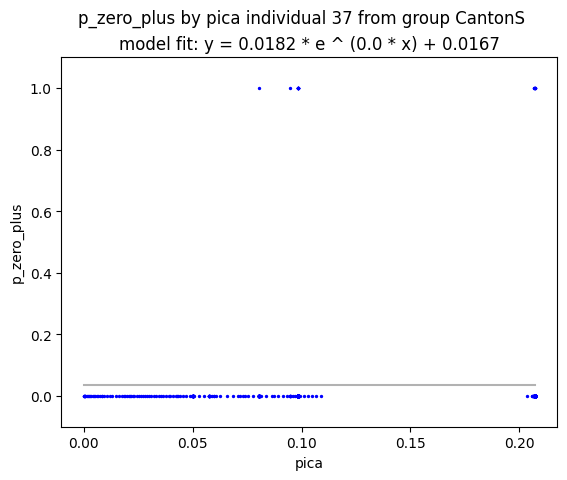 p_zero_plus by pica individual 37 from group CantonS
model fit: y = 0.0182 * e ^ (0.0 * x) + 0.0167
1.0
0.8
0.6
0.4
0.2
0.0
p_zero_plus
0.00 0.05 0.10 0.15 0.20
pica